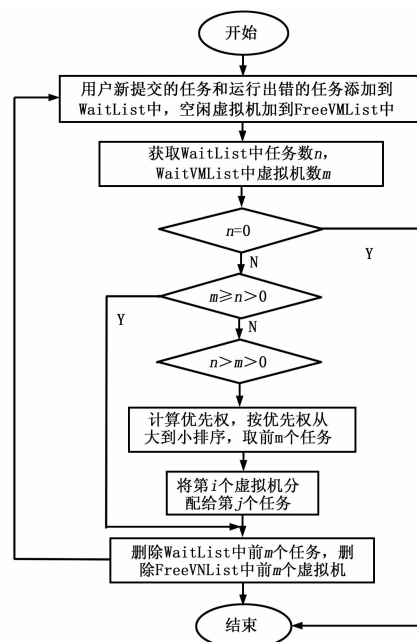 开始
用户新提交的任务和运行出错的任务添加到
WaitList中，空闲虚拟机加到FreeVMList中
获取WaitList中任务数n，
WaitVMList中虚拟机数m
n=0
Y
N
m≥n＞0
Y
N
n＞m＞0
计算优先权，按优先权从
大到小排序，取前m个任务
将第i个虚拟机分
配给第j个任务
删除WaitList中前m个任务，删
除FreeVNList中前m个虚拟机
结束